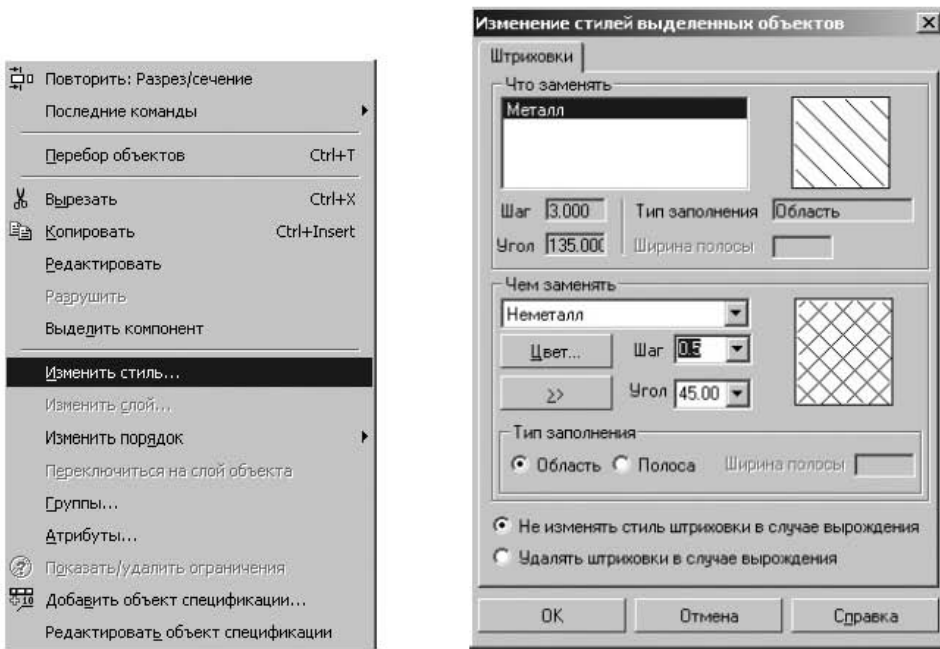 Повторить: Разрез/сечение
Последние команды
Перебор объектов Ctrl+T
Вырезать Ctrl+X
Копировать Ctrl+Insert
Редактировать
Разрушить
Выделить компонент
Изменить стиль...
Изменить слой...
Изменить порядок
Переключиться на слой объекта
Группы...
Атрибуты...
Показать/удалить ограничения
Добавить объект спецификации...
Редактировать объект спецификации
Изменение стилей выделенных объектов
Штриховки
Что заменять
Металл
Шаг 3.000 Тип заполнения Область
Угол 135.000 Ширина полосы
Чем заменять
Неметалл
Цвет... Шаг 0.5
>> Угол 45.00
Тип заполнения
Область Полоса Ширина полосы
Не изменять стиль штриховки в случае вырождения
Удалять штриховки в случае вырождения
OK Отмена Справка